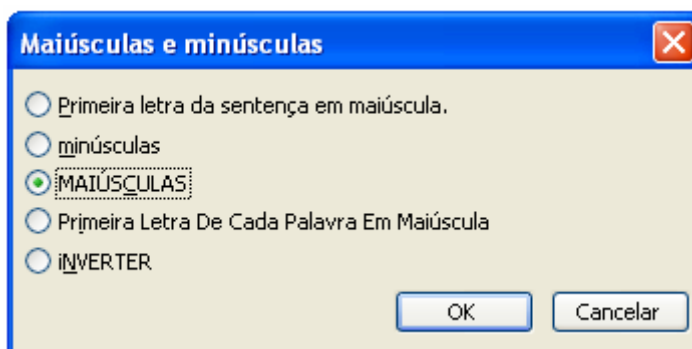 Maiúsculas e minúsculas
Primeira letra da sentença em maiúscula.
minúsculas
MAIÚSCULAS
Primeira Letra De Cada Palavra Em Maiúscula
iNVERTER
OK Cancelar